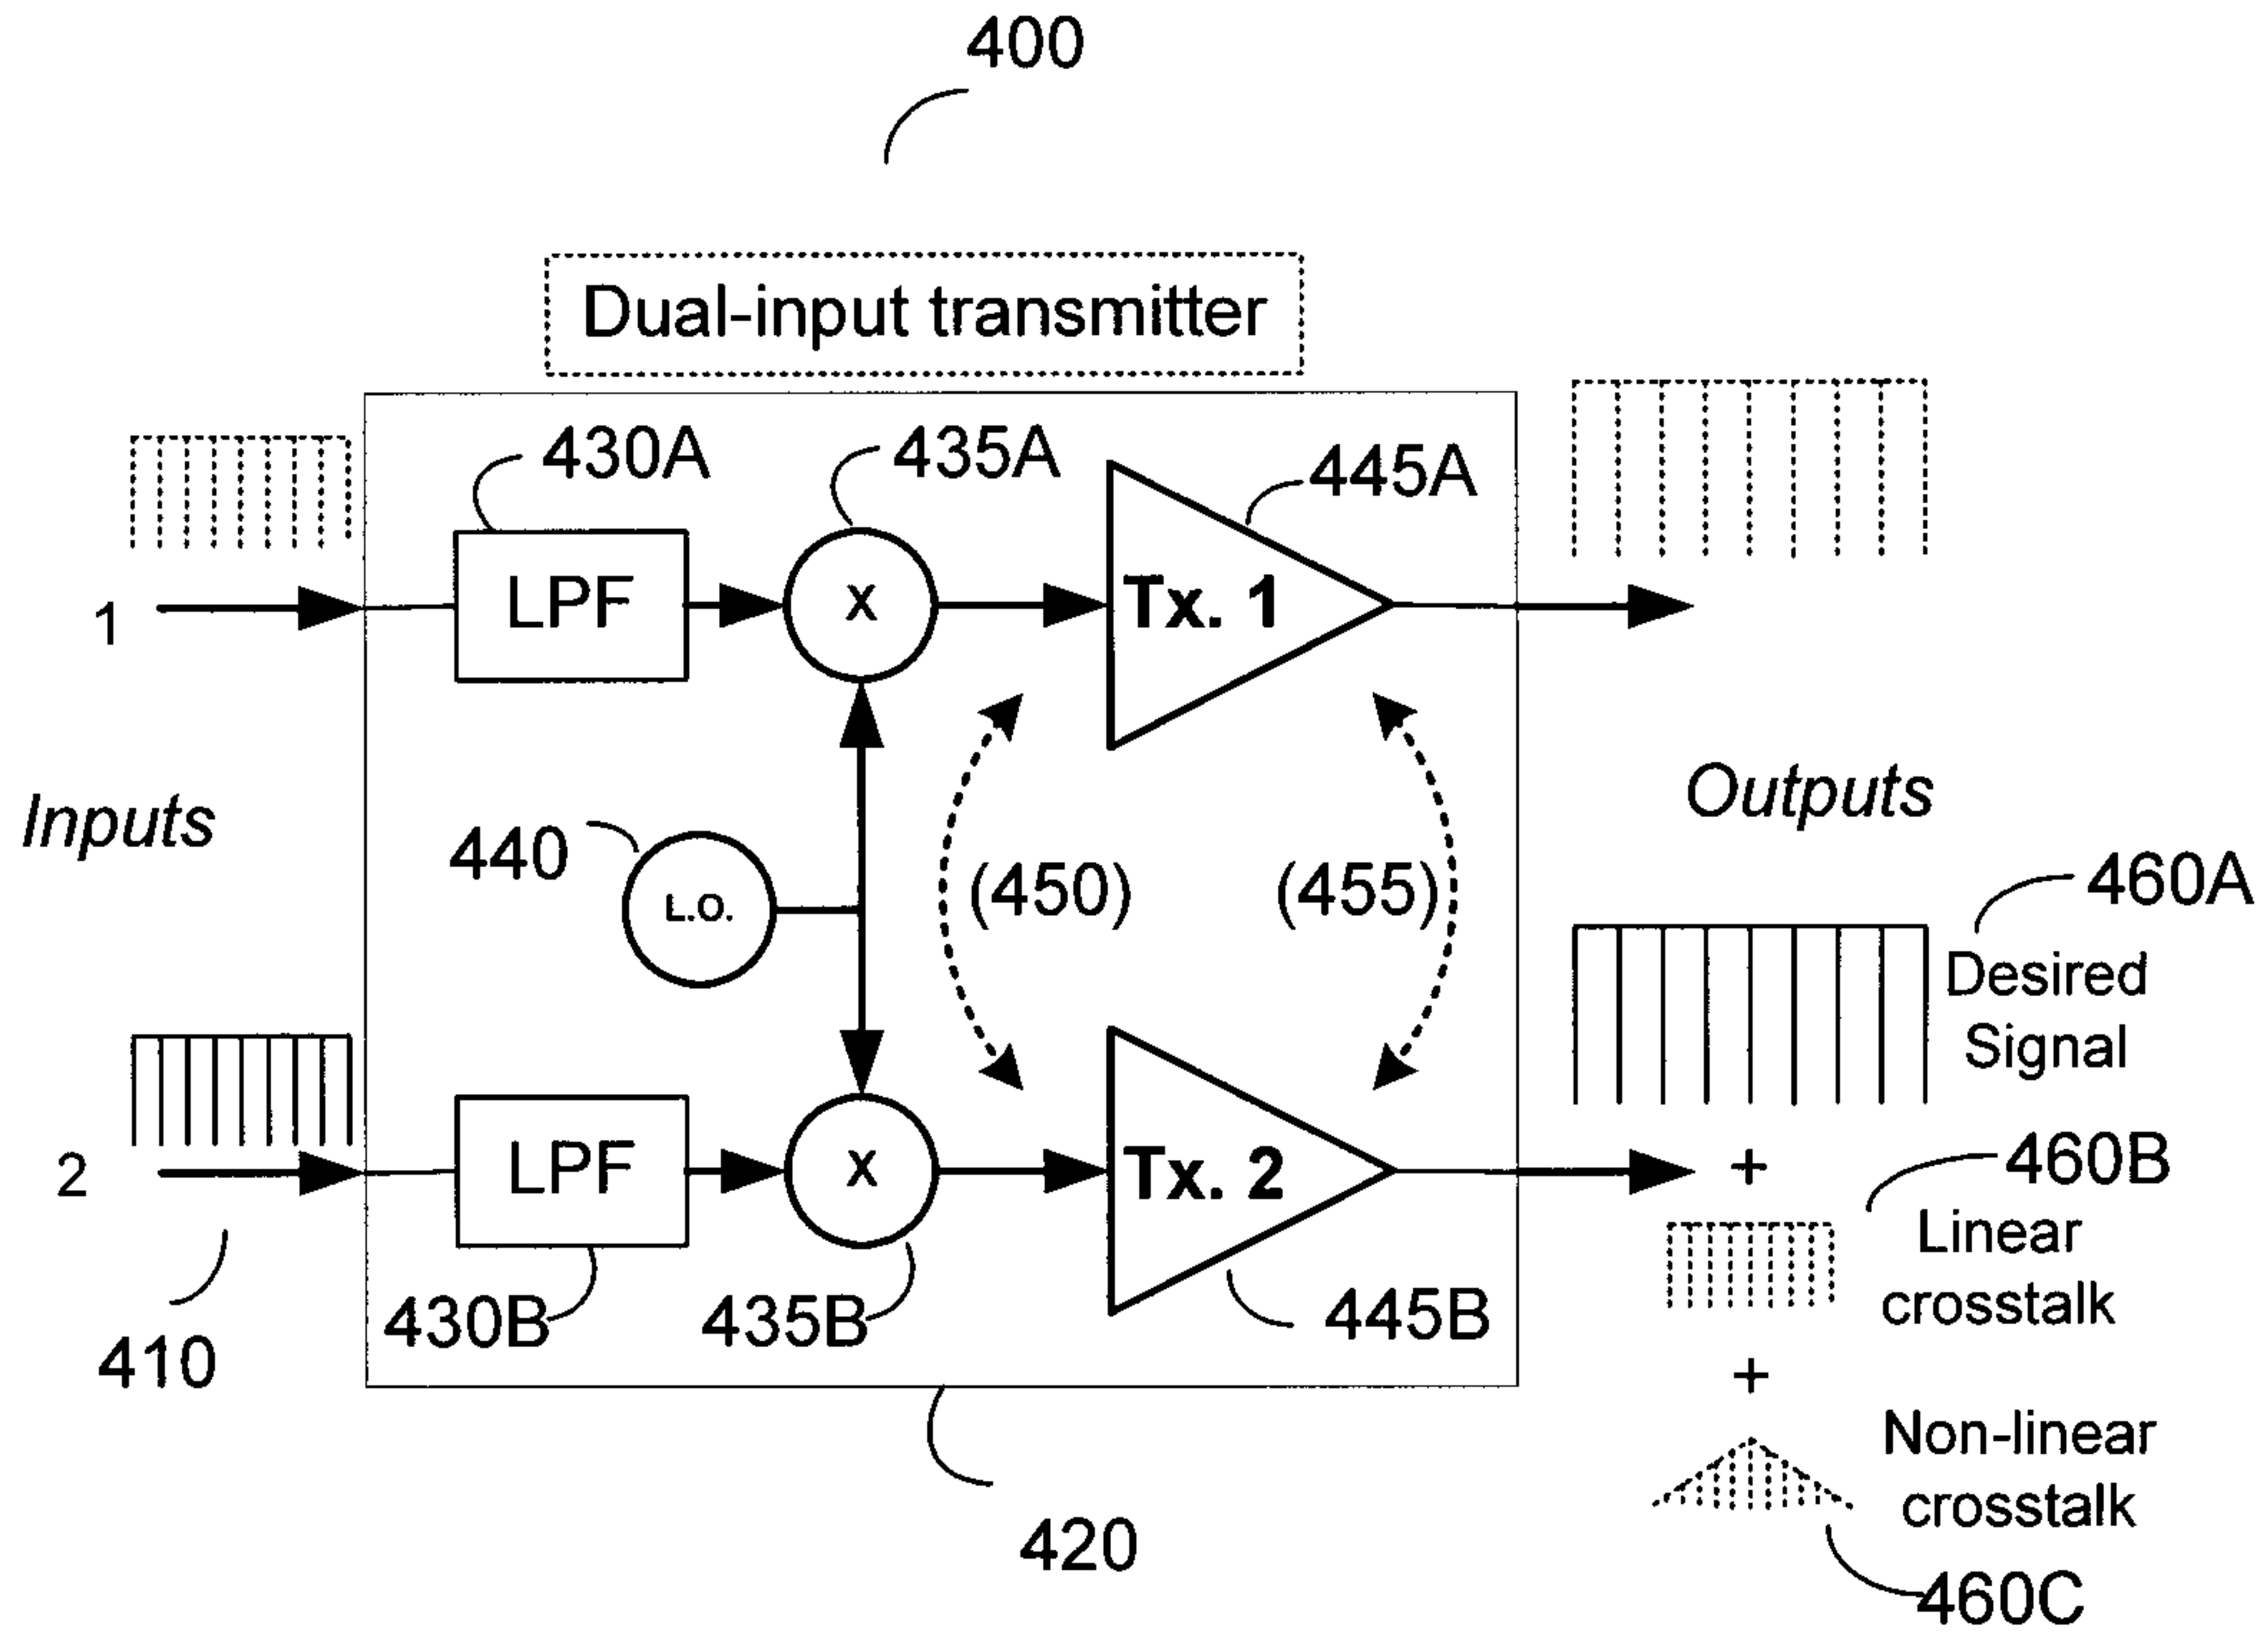 400
Dual-input transmitter
430A
435A
445A
1
LPF
X
Tx. 1
Inputs
Outputs
440
L.O.
(450)
(455)
460A
Desired
Signal
2
LPF
X
Tx. 2
+
460B
Linear
crosstalk
430B
435B
445B
410
+
Non-linear
crosstalk
420
460C